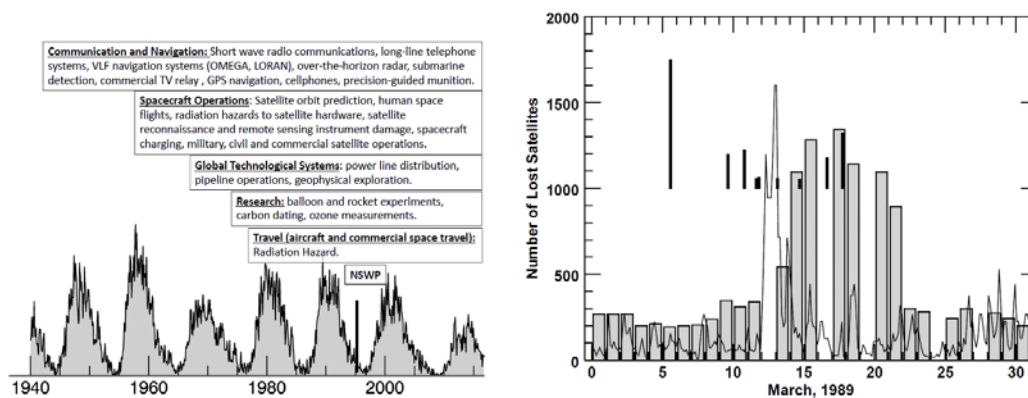 Communication and Navigation: Short wave radio communications, long-line telephone
systems, VLF navigation systems (OMEGA, LORAN), over-the-horizon radar, submarine
detection, commercial TV relay , GPS navigation, cellphones, precision-guided munition.
Spacecraft Operations: Satellite orbit prediction, human space
flights, radiation hazards to satellite hardware, satellite
reconnaissance and remote sensing instrument damage, spacecraft
charging, military, civil and commercial satellite operations.
Global Technological Systems: power line distribution,
pipeline operations, geophysical exploration.
Research: balloon and rocket experiments,
carbon dating, ozone measurements.
Travel (aircraft and commercial space travel):
Radiation Hazard.
NSWP
1940
1960
1980
2000
2000
1500
1000
500
0
Number of Lost Satellites
0
5
10
15
20
25
30
March, 1989